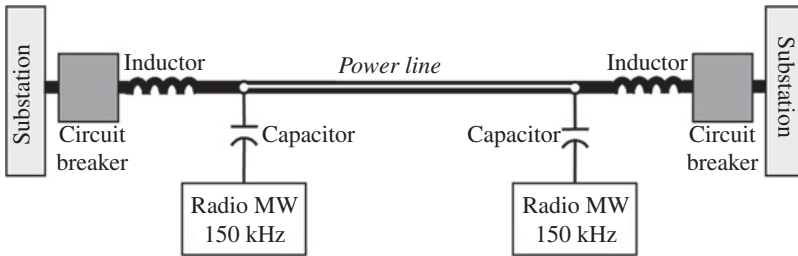 Substation
Inductor
Circuit
breaker
Power line
Capacitor
Radio MW
150 kHz
Capacitor
Radio MW
150 kHz
Inductor
Circuit
breaker
Substation